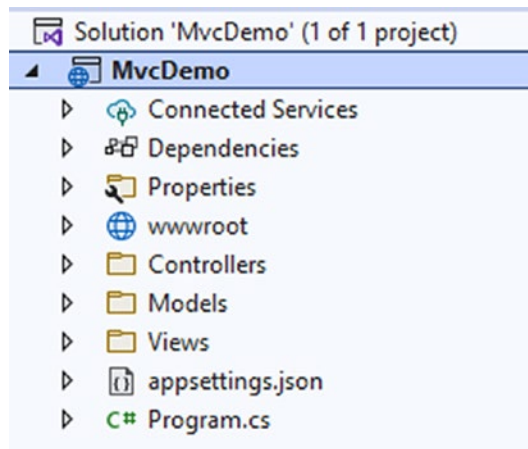 Solution 'MvcDemo' (1 of 1 project)
MvcDemo
Connected Services
Dependencies
Properties
wwwroot
Controllers
Models
Views
appsettings.json
C# Program.cs